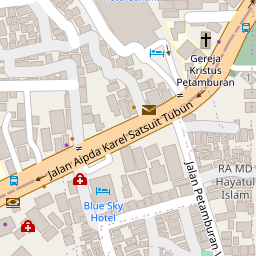 Gereja
Kristus
Petamburan
Jalan Aipda Karel Satsuit Tubun
RA MD
Hayatul
Islam
Jalan Petamburan
Blue Sky
Hotel